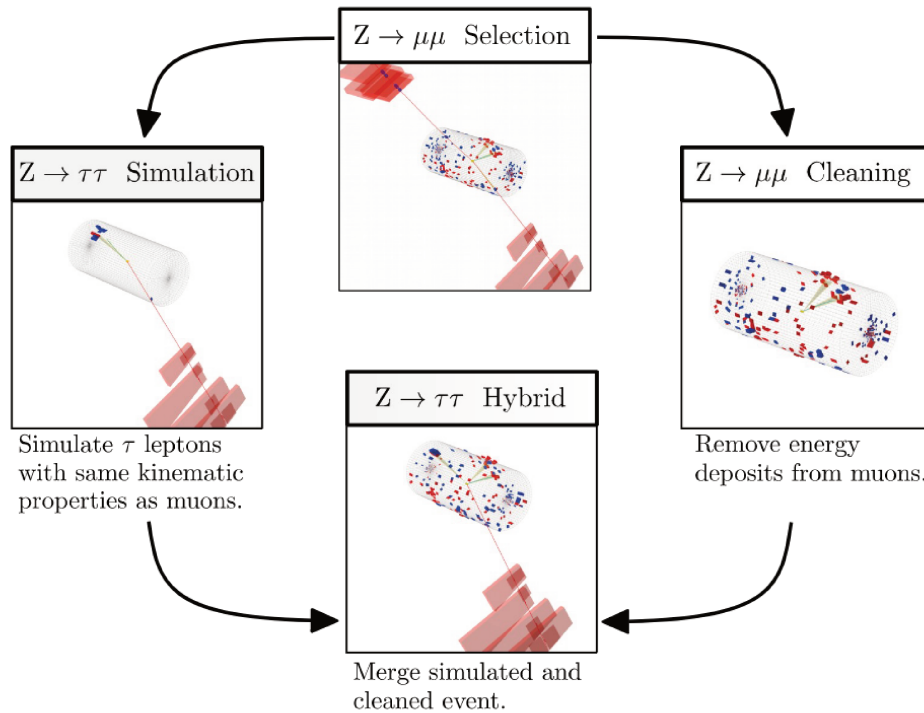 Z → μμ Selection
Z → ττ Simulation
Z → μμ Cleaning
Z → ττ Hybrid
Simulate τ leptons
with same kinematic
properties as muons.
Remove energy
deposits from muons.
Merge simulated and
cleaned event.